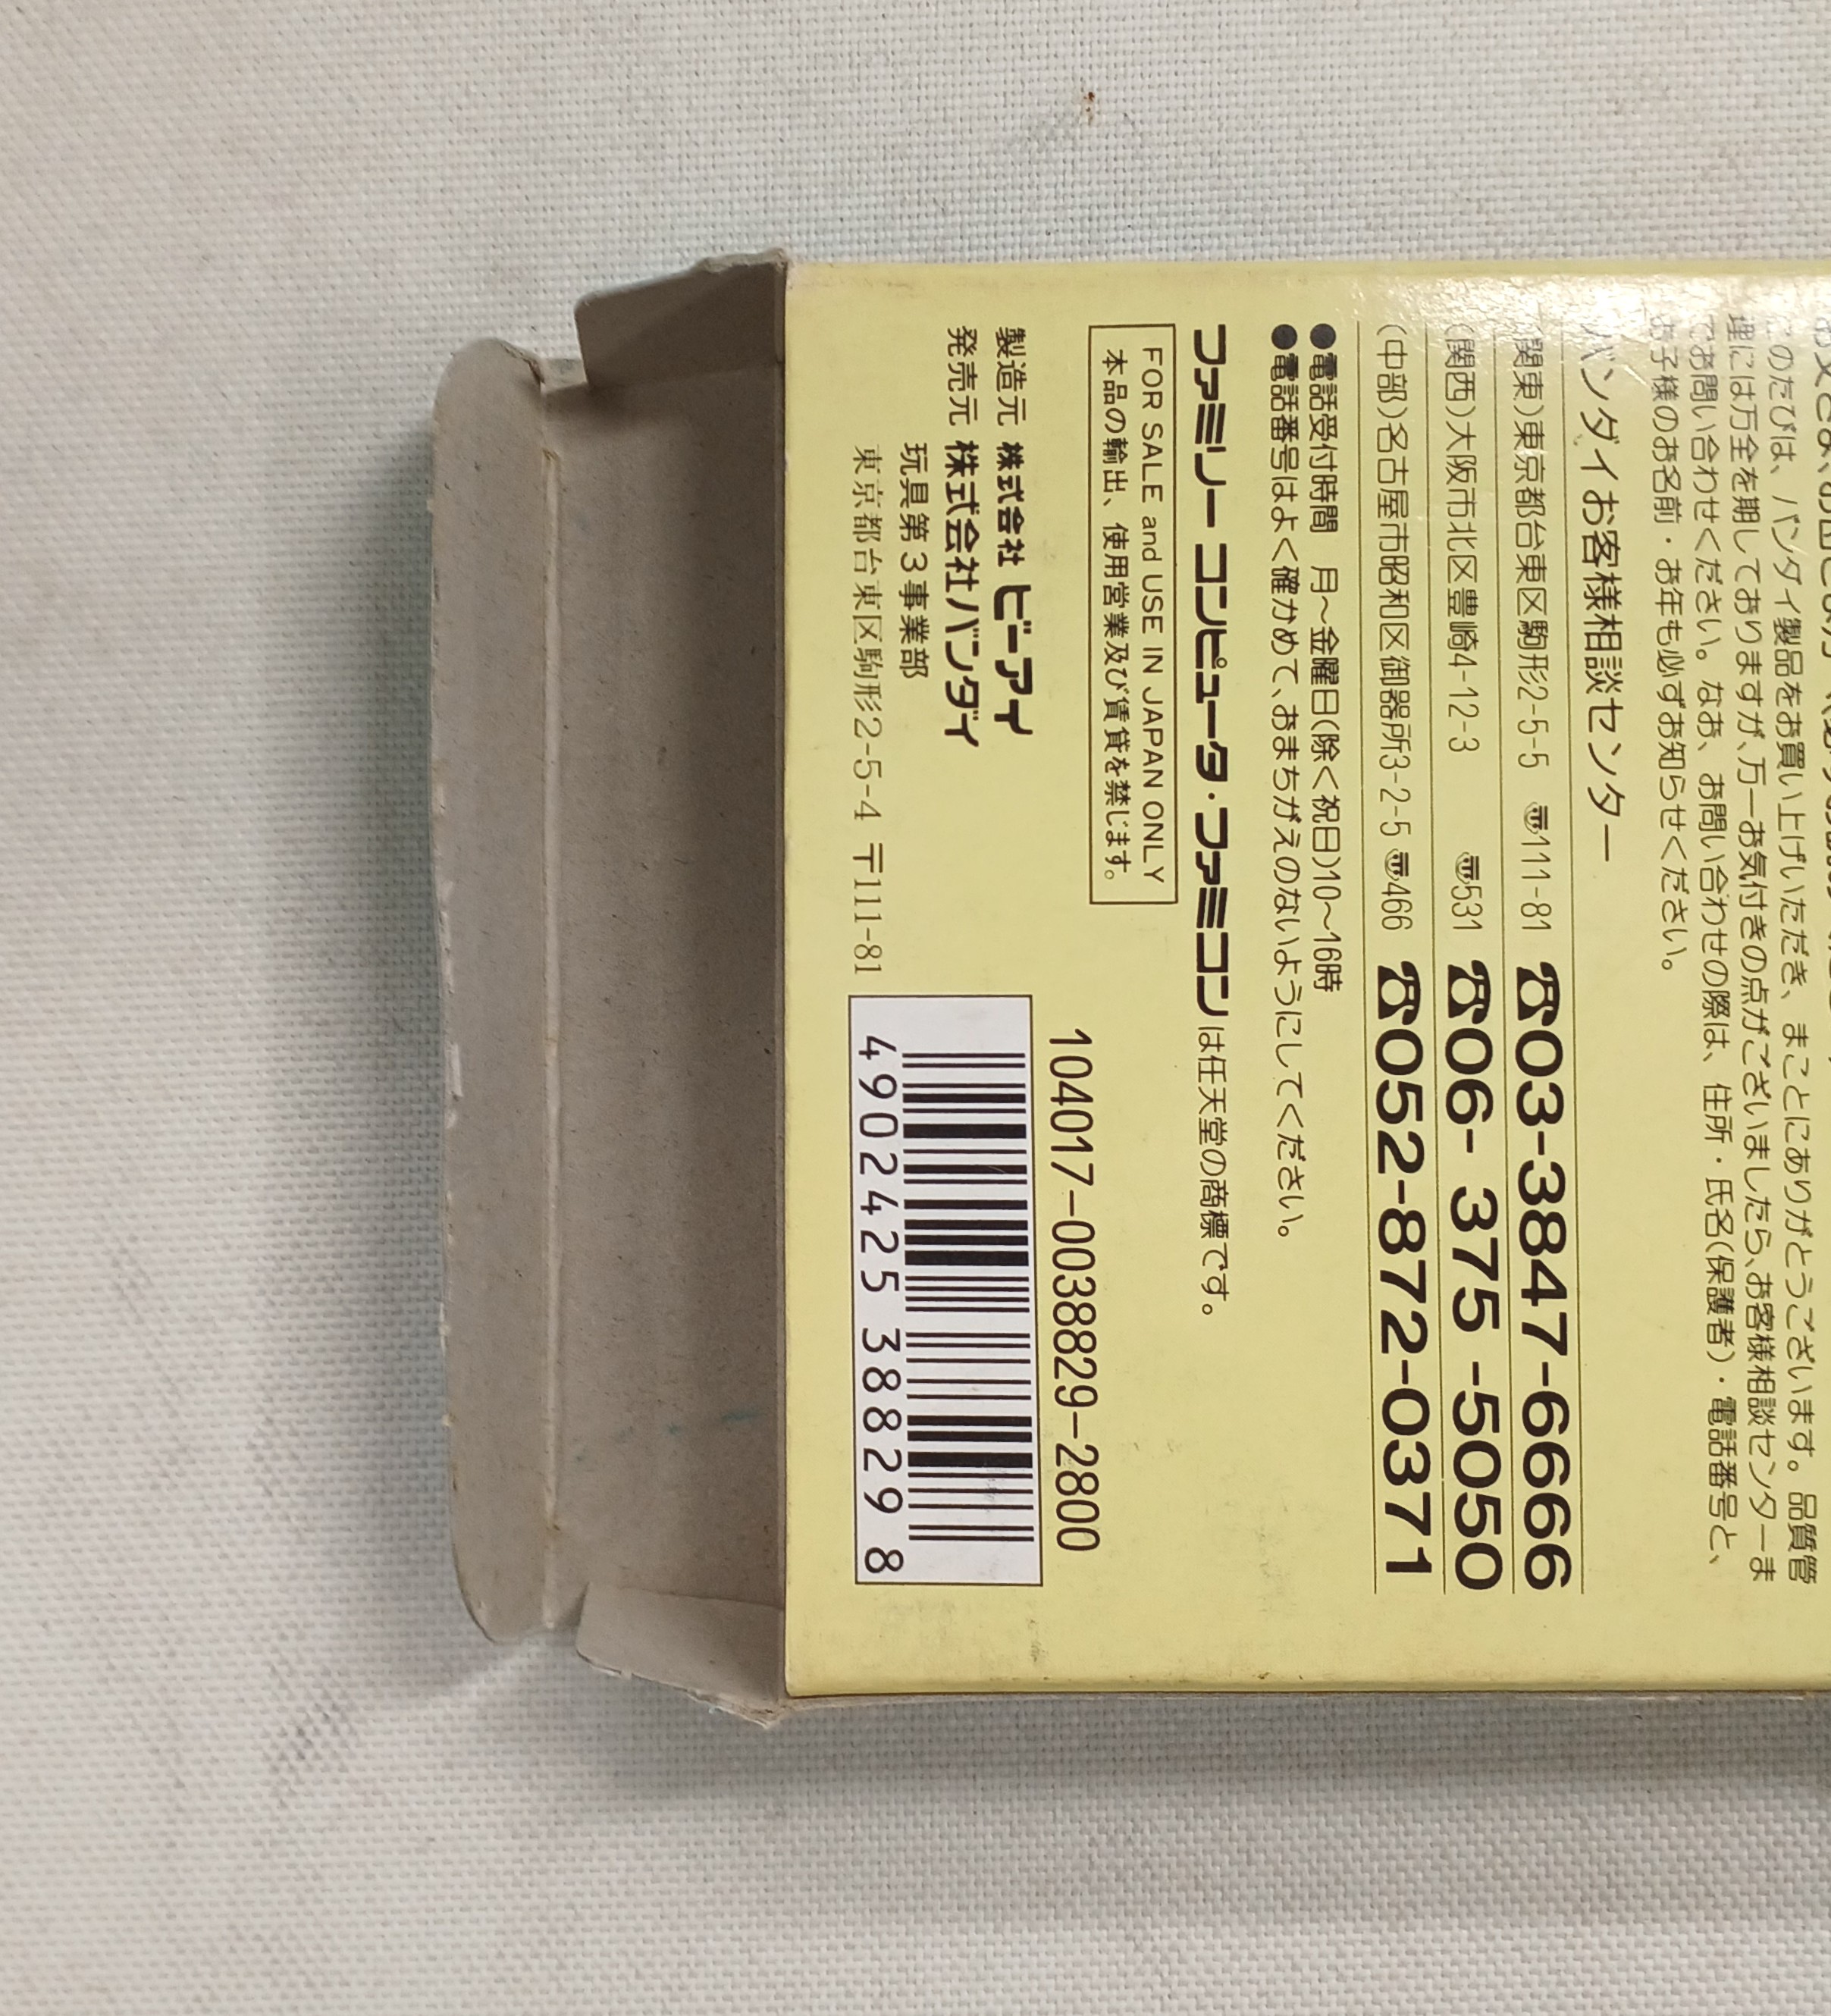 このたびは、バンダイ製品をお買い上げいただき、まことにありがとうございます。品質管
理には万全を期しておりますが、万一お気付きの点がございましたら、お客様相談センターま
でお問い合わせください。なお、お問い合わせの際は、住所・氏名(保護者)・電話番号と、
お子様のお名前・お年も必ずお知らせください。
バンダイお客様相談センター
(関東)東京都台東区駒形2-5-5 〠111-81 ☎03-3847-6666
(関西)大阪市北区豊崎4-12-3 〠531 ☎06-375-5050
(中部)名古屋市昭和区御器所3-2-5 〠466 ☎052-872-0371
●電話受付時間 月〜金曜日(除く祝日)10〜16時
●電話番号はよく確かめて、おまちがえのないようにしてください。
ファミリーコンピュータ・ファミコンは任天堂の商標です。
FOR SALE and USE IN JAPAN ONLY
本品の輸出、使用営業及び賃貸を禁じます。
製造元 株式会社 ビーアイ
発売元 株式会社バンダイ
玩具第3事業部
東京都台東区駒形2-5-4 〒111-81
104017-0038829-2800
4902425388298